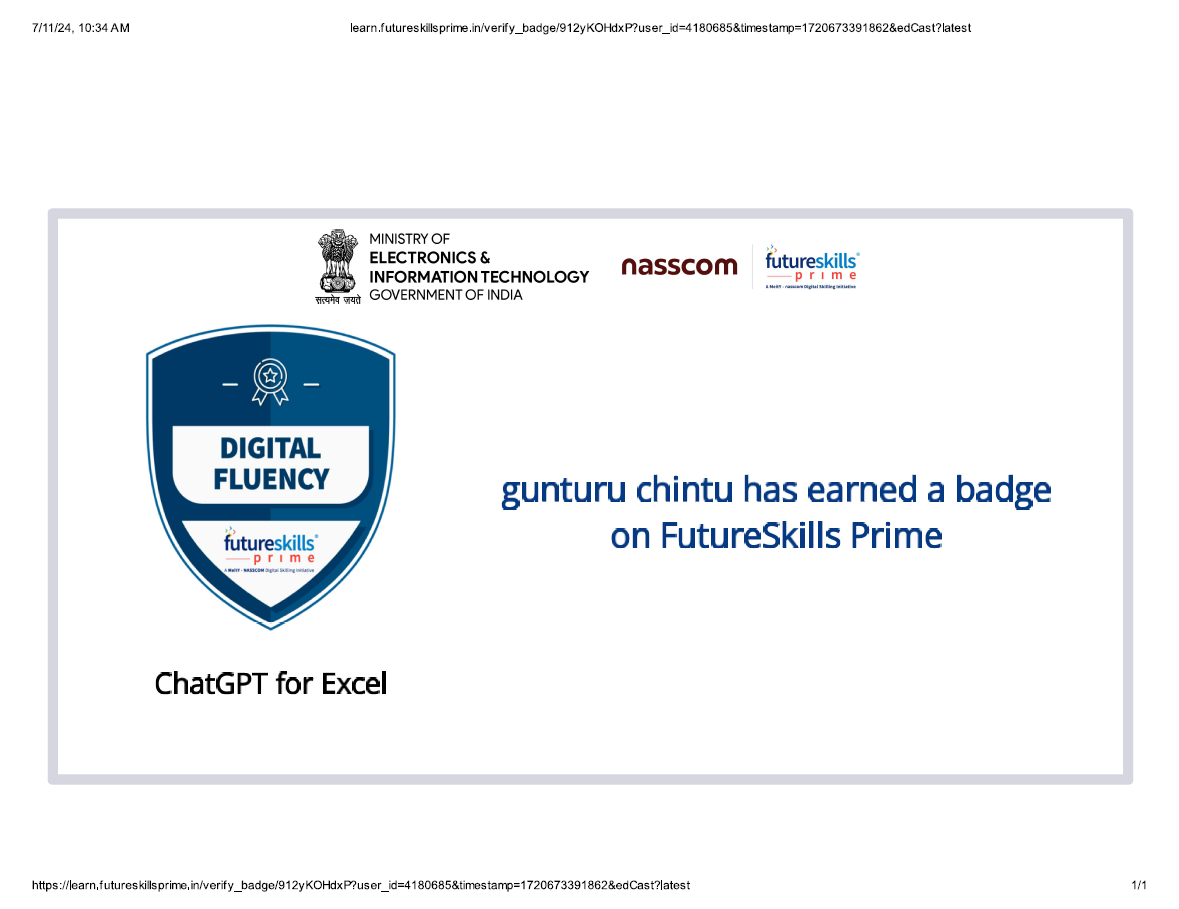 7/11/24, 10:34 AM
learn.futureskillsprime.in/verify_badge/912yKOHdxP?user_id=4180685&timestamp=1720673391862&edCast?latest
MINISTRY OF
ELECTRONICS &
INFORMATION TECHNOLOGY
GOVERNMENT OF INDIA
सत्यमेव जयते
nasscom
futureskills
prime
A MeitY - nasscom Digital Skilling Initiative
DIGITAL
FLUENCY
futureskills
prime
A MeitY - NASSCOM Digital Skilling Initiative
gunturu chintu has earned a badge
on FutureSkills Prime
ChatGPT for Excel
https://learn.futureskillsprime.in/verify_badge/912yKOHdxP?user_id=4180685&timestamp=1720673391862&edCast?latest
1/1